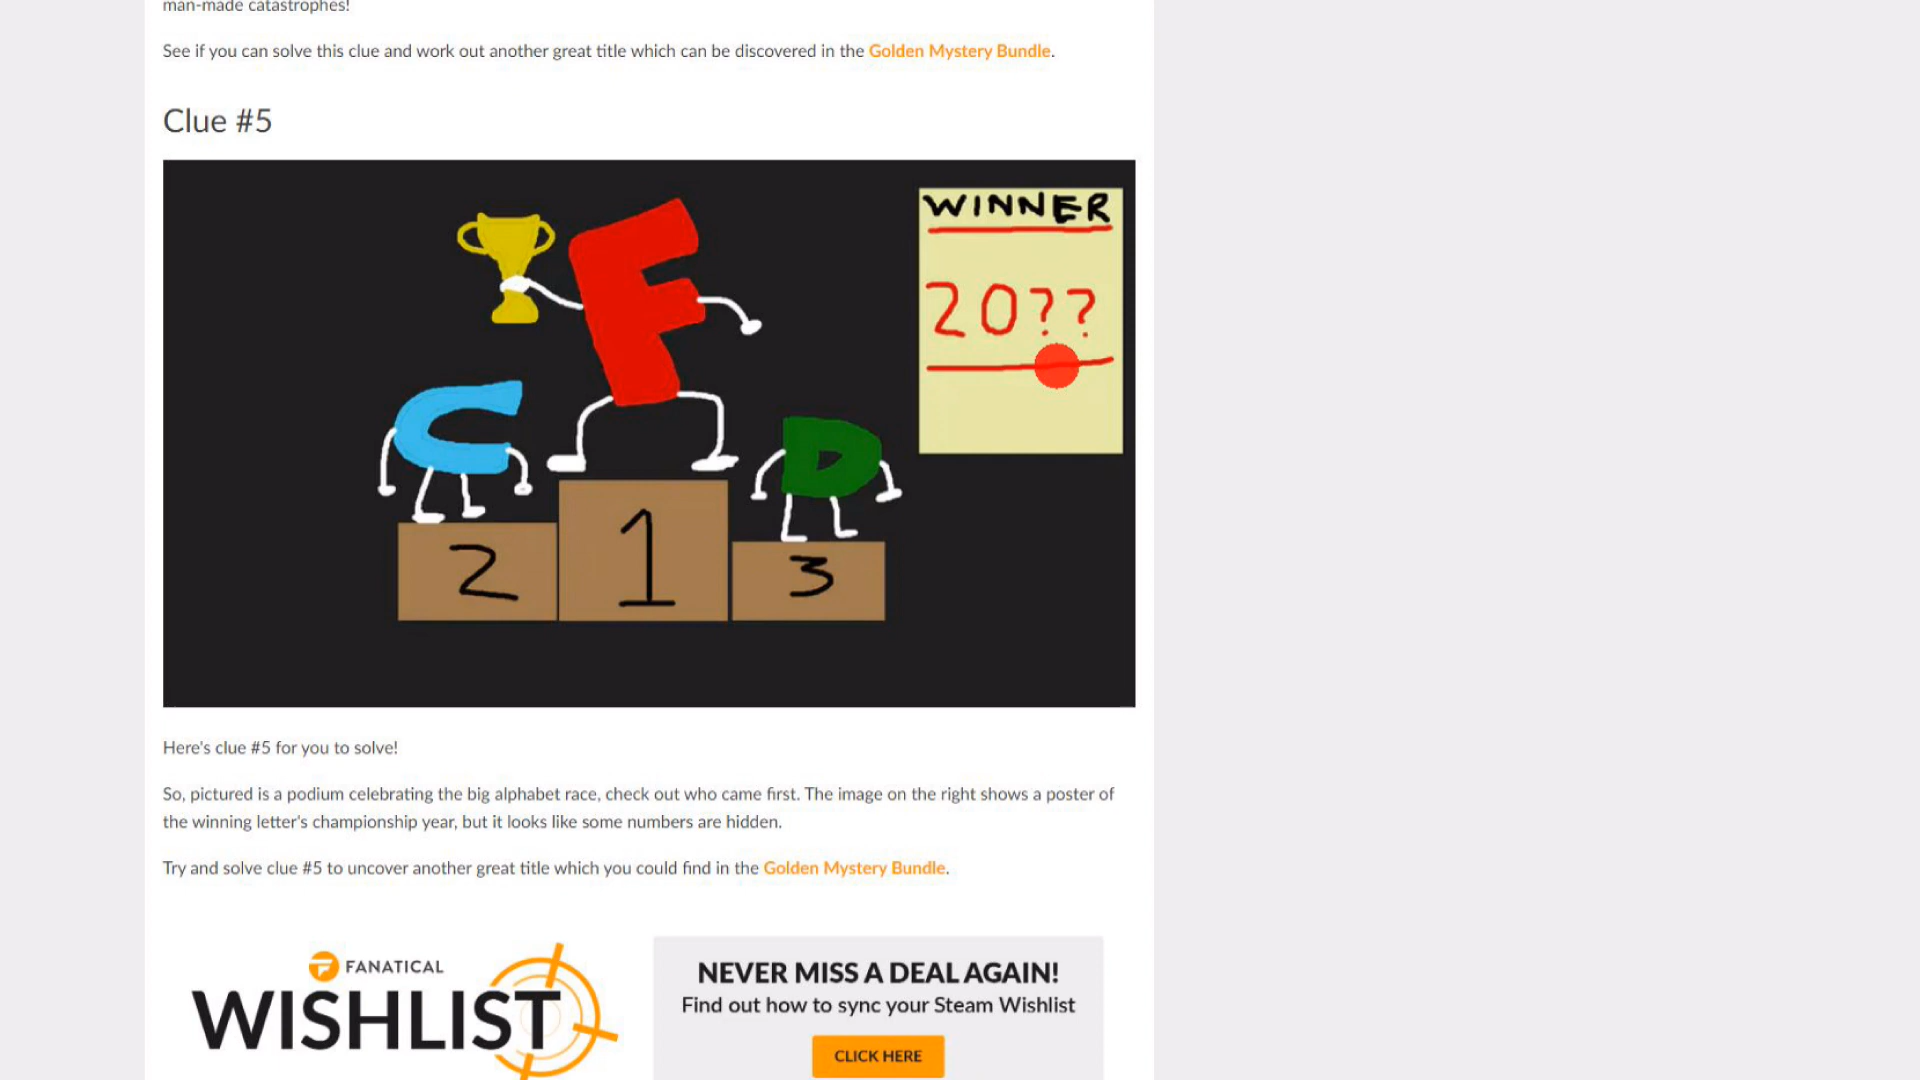 man-made catastrophes!
See if you can solve this clue and work out another great title which can be discovered in the Golden Mystery Bundle.
Clue #5
WINNER
20??
F
C
D
2
1
3
Here's clue #5 for you to solve!
So, pictured is a podium celebrating the big alphabet race, check out who came first. The image on the right shows a poster of
the winning letter's championship year, but it looks like some numbers are hidden.
Try and solve clue #5 to uncover another great title which you could find in the Golden Mystery Bundle.
FANATICAL
WISHLIST
NEVER MISS A DEAL AGAIN!
Find out how to sync your Steam Wishlist
CLICK HERE